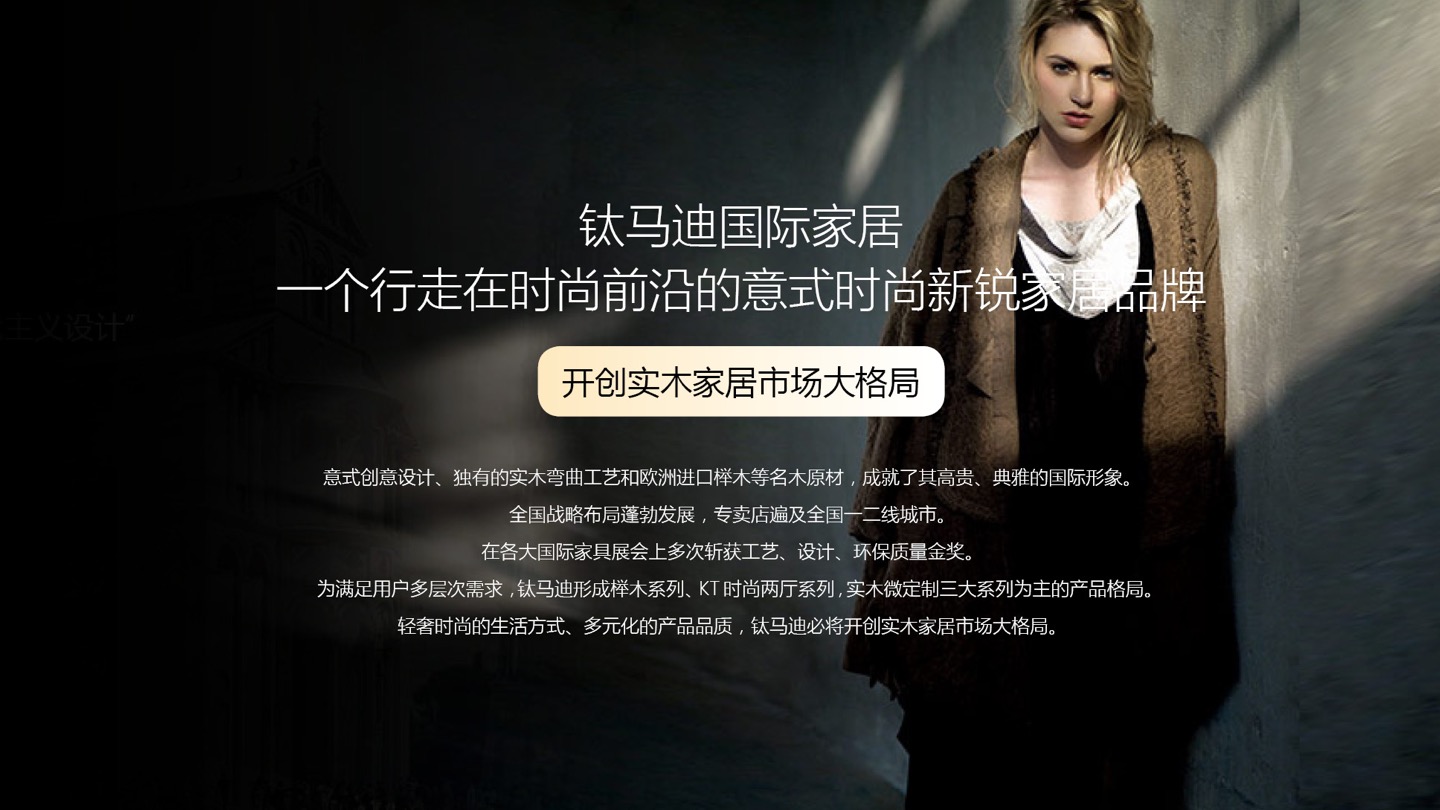 钛马迪国际家居
一个行走在时尚前沿的意式时尚新锐家居品牌
主义设计“
开创实木家居市场大格局
意式创意设计、独有的实木弯曲工艺和欧洲进口榉木等名木原材，成就了其高贵、典雅的国际形象。
全国战略布局蓬勃发展，专卖店遍及全国一二线城市。
在各大国际家具展会上多次斩获工艺、设计、环保质量金奖。
为满足用户多层次需求，钛马迪形成榉木系列、KT时尚两厅系列，实木微定制三大系列为主的产品格局。
轻奢时尚的生活方式、多元化的产品品质，钛马迪必将开创实木家居市场大格局。